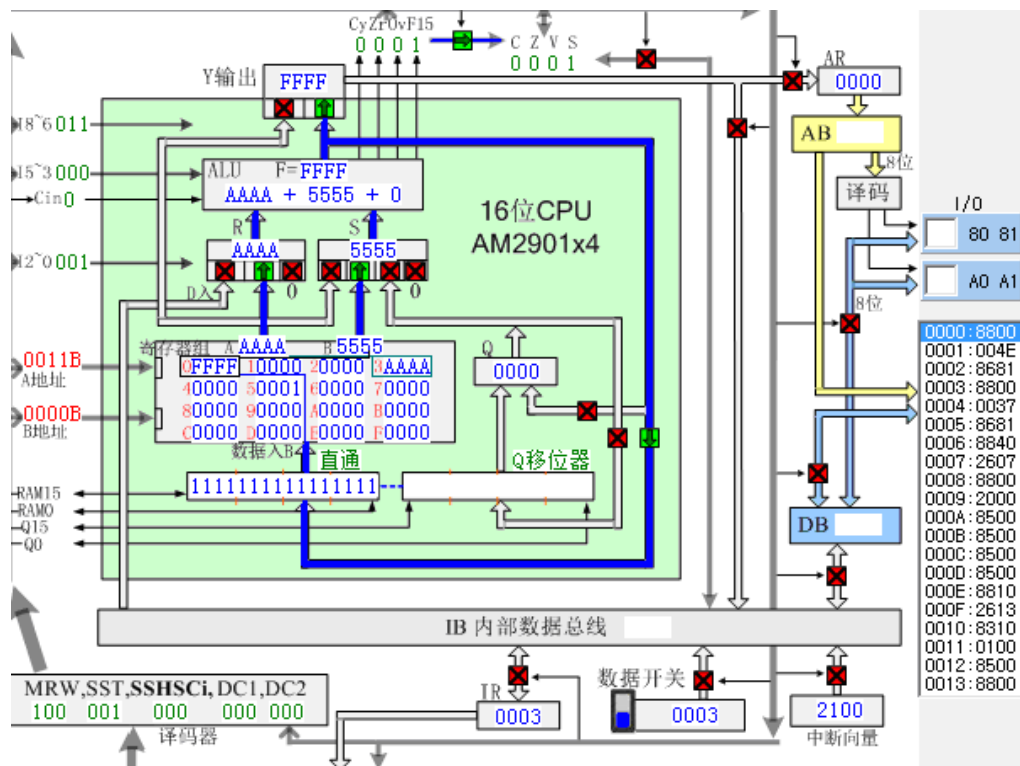 CyZrOvF15
0 0 0 1
C Z V S
0 0 0 1
AR
0000
Y输出
FFFF
I8~6 011
AB
8位
I5~3 000
ALU F=FFFF
译码
Cin0
AAAA + 5555 + 0
I/O
R
S
16位CPU
AM2901x4
80 81
AAAA
5555
I2~0 001
A0 A1
D入
0
0
8位
0011B
A地址
0000B
B地址
寄存器组 A AAAA B 5555
0FFFF 10000 20000 3AAAA
40000 50001 60000 70000
80000 90000 A0000 B0000
C0000 D0000 E0000 F0000
Q
0000
数据入B
直通
Q移位器
1111111111111111
RAM15
RAM0
Q15
Q0
DB
0000:8800
0001:004E
0002:8681
0003:8800
0004:0037
0005:8681
0006:8840
0007:2607
0008:8800
0009:2000
000A:8500
000B:8500
000C:8500
000D:8500
000E:8810
000F:2613
0010:8310
0011:0100
0012:8500
0013:8800
IB 内部数据总线
MRW,SST,SSHSCi,DC1,DC2
100 001 000 000 000
译码器
IR
0003
数据开关
0003
2100
中断向量